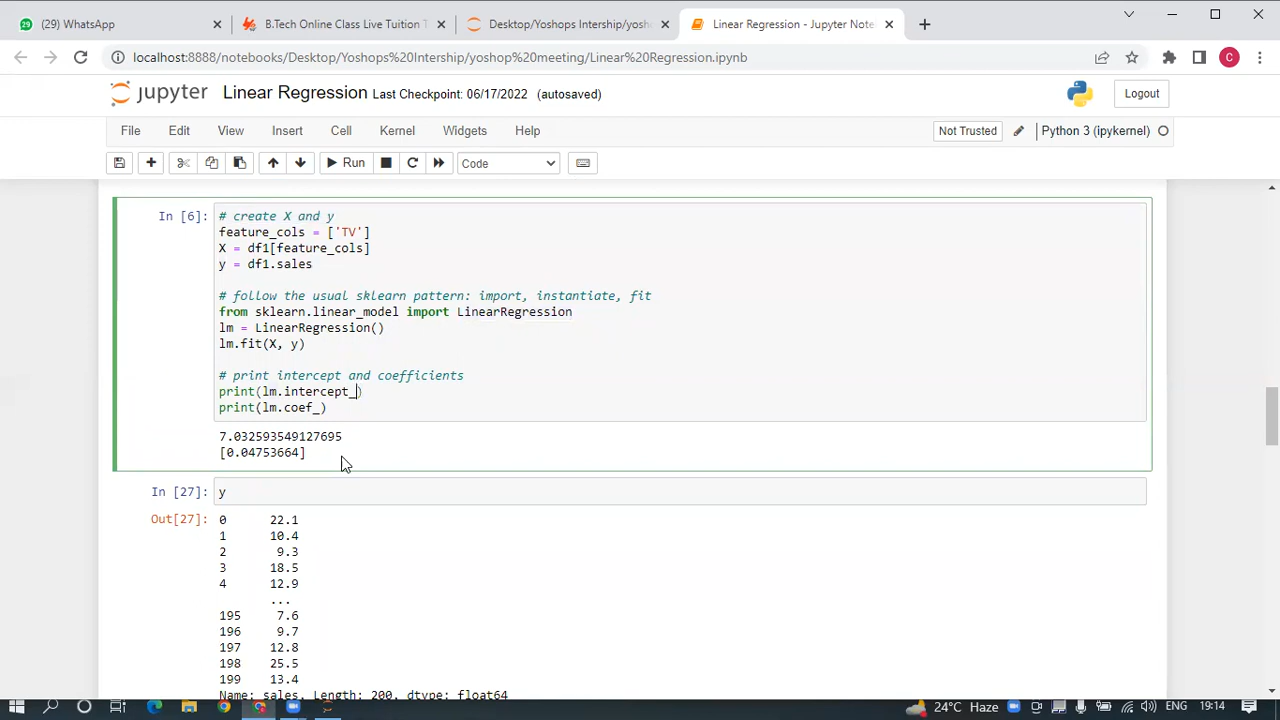 (29) WhatsApp
B.Tech Online Class Live Tuition T
Desktop/Yoshops Intership/yosh
Linear Regression - Jupyter Note
localhost:8888/notebooks/Desktop/Yoshops%20Intership/yoshop%20meeting/Linear%20Regression.ipynb
C
jupyter Linear Regression Last Checkpoint: 06/17/2022 (autosaved)
Logout
File Edit View Insert Cell Kernel Widgets Help
Not Trusted
Python 3 (ipykernel)
Run
Code
In [6]:
# create X and y
feature_cols = ['TV']
X = df1[feature_cols]
y = df1.sales
# follow the usual sklearn pattern: import, instantiate, fit
from sklearn.linear_model import LinearRegression
lm = LinearRegression()
lm.fit(X, y)
# print intercept and coefficients
print(lm.intercept_)
print(lm.coef_)
7.032593549127695
[0.04753664]
In [27]: y
Out[27]: 0 22.1
1 10.4
2 9.3
3 18.5
4 12.9
...
195 7.6
196 9.7
197 12.8
198 25.5
199 13.4
Name: sales, Length: 200, dtype: float64
24°C Haze
19:14